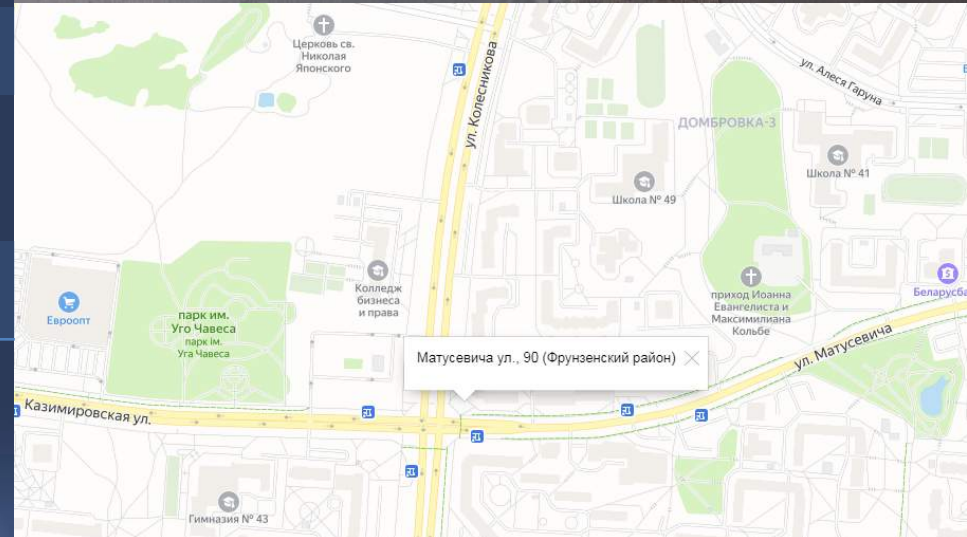 Церковь св.
Николая
Японского
ул. Колесникова
ул. Алеся Гаруна
ДОМБРОВКА-3
Школа № 49
Школа № 41
Колледж
бизнеса
и права
Евроопт
парк им.
Уго Чавеса
парк ім.
Уга Чавеса
приход Иоанна
Евангелиста и
Максимилиана
Кольбе
Беларусба
Матусевича ул., 90 (Фрунзенский район)
ул. Матусевича
Казимировская ул.
Гимназия № 43